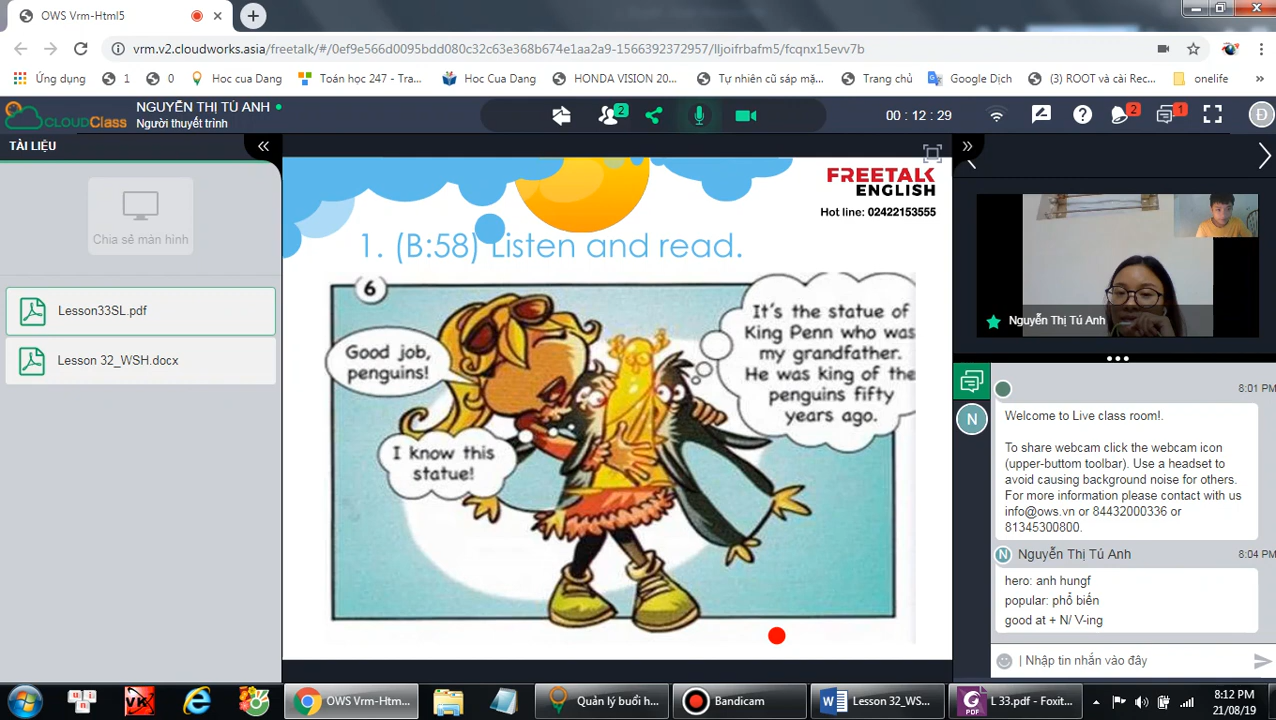 OWS Vrm-Html5
vrm.v2.cloudworks.asia/freetalk/#/0ef9e566d0095bdd080c32c63e368b674e1aa2a9-1566392372957/lljoifrbafm5/fcqnx15evv7b
Ứng dụng
1
0
Hoc cua Dang
Toán học 247 - Tra...
Học Cua Dang
HONDA VISION 20...
Tự nhiên cũ sáp mặ...
Trang chủ
Google Dịch
(3) ROOT và cài Rec...
onelife
»
CLOUDClass
NGUYỄN THỊ TÚ ANH
Người thuyết trình
2
00 : 12 : 29
2
1
Đ
TÀI LIỆU
Chia sẻ màn hình
Lesson33SL.pdf
Lesson 32_WSH.docx
FREETALK
ENGLISH
Hot line: 02422153555
1. (B:58) Listen and read.
6
Good job,
penguins!
I know this
statue!
It's the statue of
King Penn who was
my grandfather.
He was king of the
penguins fifty
years ago.
Nguyễn Thị Tú Anh
8:01 PM
N
Welcome to Live class room!.
To share webcam click the webcam icon
(upper-buttom toolbar). Use a headset to
avoid causing background noise for others.
For more information please contact with us
info@ows.vn or 84432000336 or
81345300800.
N Nguyễn Thị Tú Anh 8:04 PM
hero: anh hungf
popular: phổ biến
good at + N/ V-ing
Nhập tin nhắn vào đây
OWS Vrm-Htm...
Quản lý buổi h...
Bandicam
Lesson 32_WS...
L 33.pdf - Foxit...
PDF
8:12 PM
21/08/19